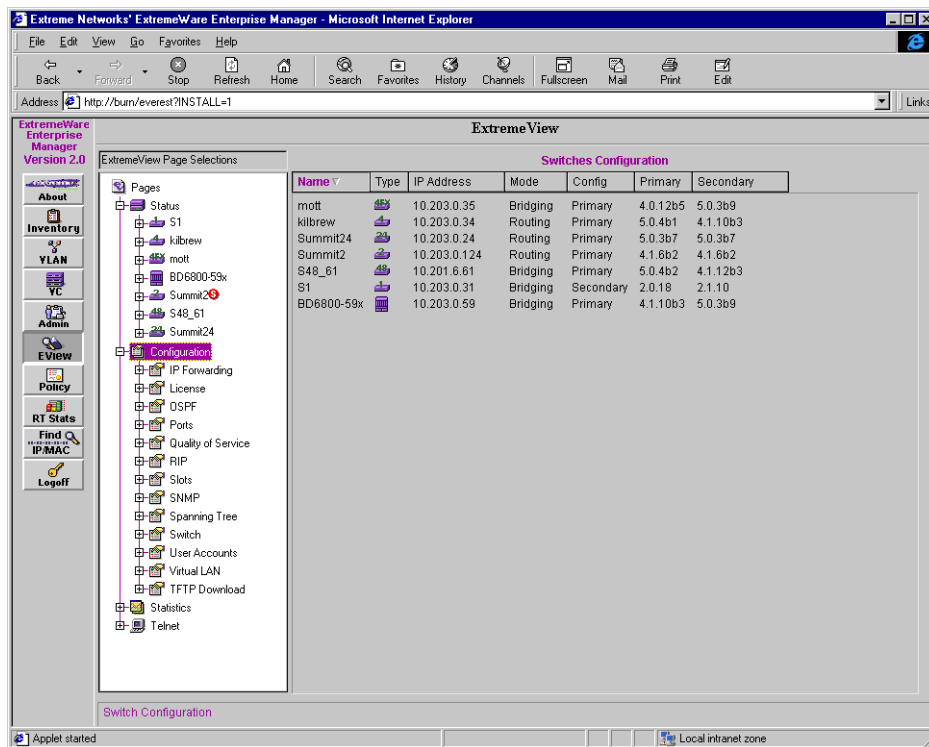 Extreme Networks' ExtremeWare Enterprise Manager - Microsoft Internet Explorer
File Edit View Go Favorites Help
Back Forward Stop Refresh Home Search Favorites History Channels Fullscreen Mail Print Edit
Address http://burn/everest?INSTALL=1 Links
ExtremeWare
Enterprise
Manager
Version 2.0
About
Inventory
VLAN
VC
Admin
EView
Policy
RT Stats
Find
IP/MAC
Logoff
ExtremeView
ExtremeView Page Selections
Pages
Status
S1
kilbrew
mott
BD6800-59x
Summit2
S48_61
Summit24
Configuration
IP Forwarding
License
OSPF
Ports
Quality of Service
RIP
Slots
SNMP
Spanning Tree
Switch
User Accounts
Virtual LAN
TFTP Download
Statistics
Telnet
Switches Configuration
Name Type IP Address Mode Config Primary Secondary
mott 4FX 10.203.0.35 Bridging Primary 4.0.12b5 5.0.3b9
kilbrew 4 10.203.0.34 Routing Primary 5.0.4b1 4.1.10b3
Summit24 24 10.203.0.24 Routing Primary 5.0.3b7 5.0.3b7
Summit2 2 10.203.0.124 Routing Primary 4.1.6b2 4.1.6b2
S48_61 48 10.201.6.61 Bridging Primary 5.0.4b2 4.1.12b3
S1 10.203.0.31 Bridging Secondary 2.0.18 2.1.10
BD6800-59x 10.203.0.59 Bridging Primary 4.1.10b3 5.0.3b9
Switch Configuration
Applet started Local intranet zone